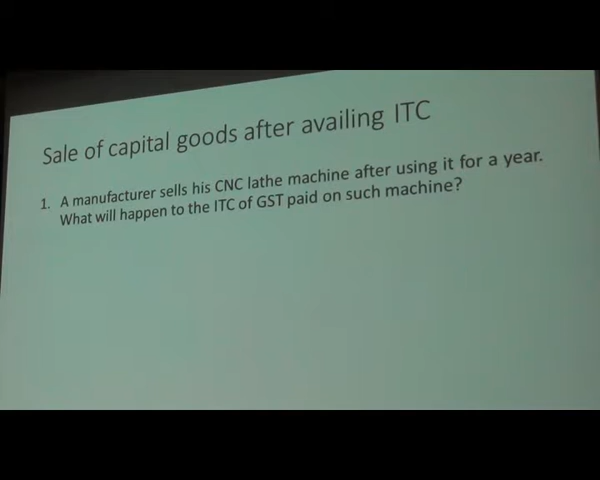 Sale of capital goods after availing ITC
1. A manufacturer sells his CNC lathe machine after using it for a year.
What will happen to the ITC of GST paid on such machine?